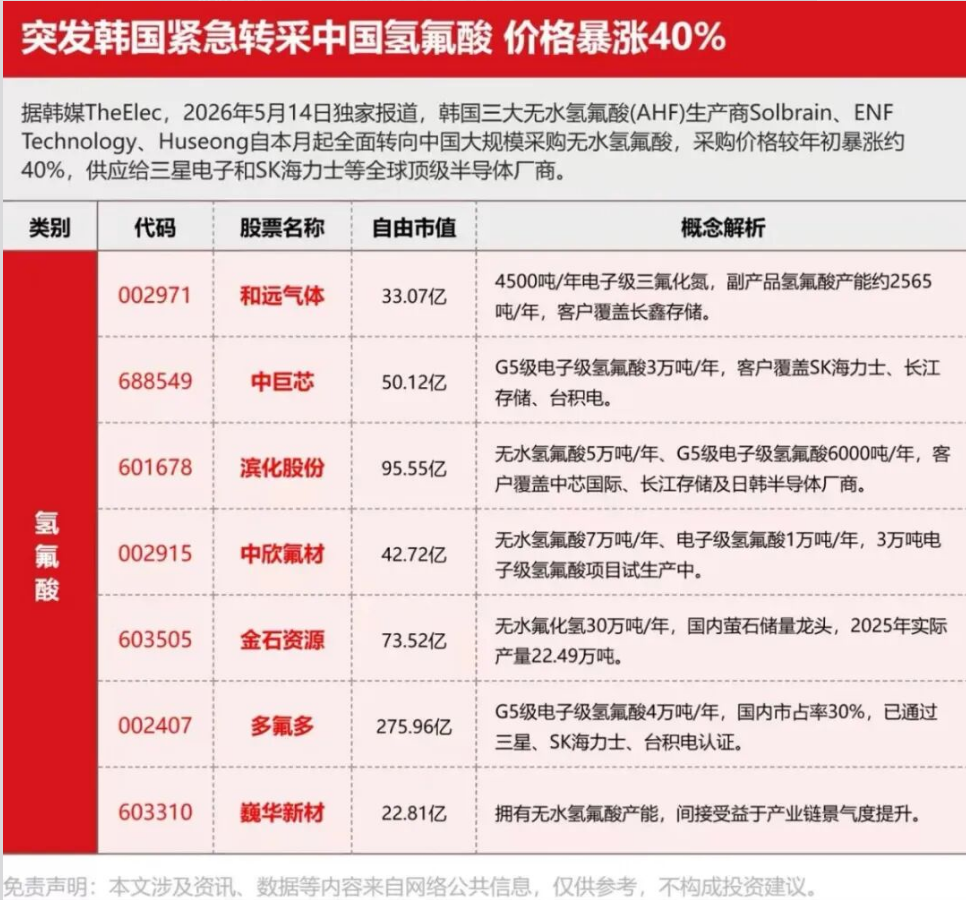 突发韩国紧急转采中国氢氟酸 价格暴涨40%
据韩媒TheElec，2026年5月14日独家报道，韩国三大无水氢氟酸(AHF)生产商Solbrain、ENF
Technology、Huseong自本月起全面转向中国大规模采购无水氢氟酸，采购价格较年初暴涨约
40%，供应给三星电子和SK海力士等全球顶级半导体厂商。
类别 代码 股票名称 自由市值 概念解析
氢
氟
酸
002971 和远气体 33.07亿 4500吨/年电子级三氟化氮，副产品氢氟酸产能约2565
吨/年，客户覆盖长鑫存储。
688549 中巨芯 50.12亿 G5级电子级氢氟酸3万吨/年，客户覆盖SK海力士、长江
存储、台积电。
601678 滨化股份 95.55亿 无水氢氟酸5万吨/年、G5级电子级氢氟酸6000吨/年，客
户覆盖中芯国际、长江存储及日韩半导体厂商。
002915 中欣氟材 42.72亿 无水氢氟酸7万吨/年、电子级氢氟酸1万吨/年，3万吨电
子级氢氟酸项目试生产中。
603505 金石资源 73.52亿 无水氟化氢30万吨/年，国内萤石储量龙头，2025年实际
产量22.49万吨。
002407 多氟多 275.96亿 G5级电子级氢氟酸4万吨/年，国内市占率30%，已通过
三星、SK海力士、台积电认证。
603310 巍华新材 22.81亿 拥有无水氢氟酸产能，间接受益于产业链景气度提升。
免责声明：本文涉及资讯、数据等内容来自网络公共信息，仅供参考，不构成投资建议。